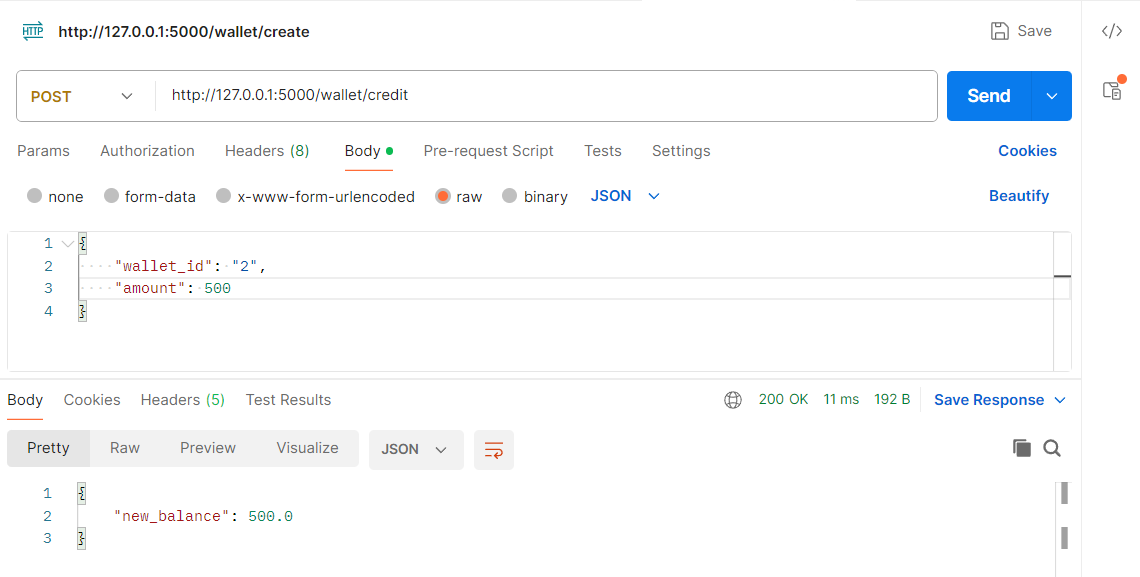 HTTP http://127.0.0.1:5000/wallet/create Save </>
POST http://127.0.0.1:5000/wallet/credit Send
Params Authorization Headers (8) Body Pre-request Script Tests Settings Cookies
none form-data x-www-form-urlencoded raw binary JSON Beautify
1 {
2 "wallet_id": "2",
3 "amount": 500
4 }
Body Cookies Headers (5) Test Results 200 OK 11 ms 192 B Save Response
Pretty Raw Preview Visualize JSON
1 {
2 "new_balance": 500.0
3 }